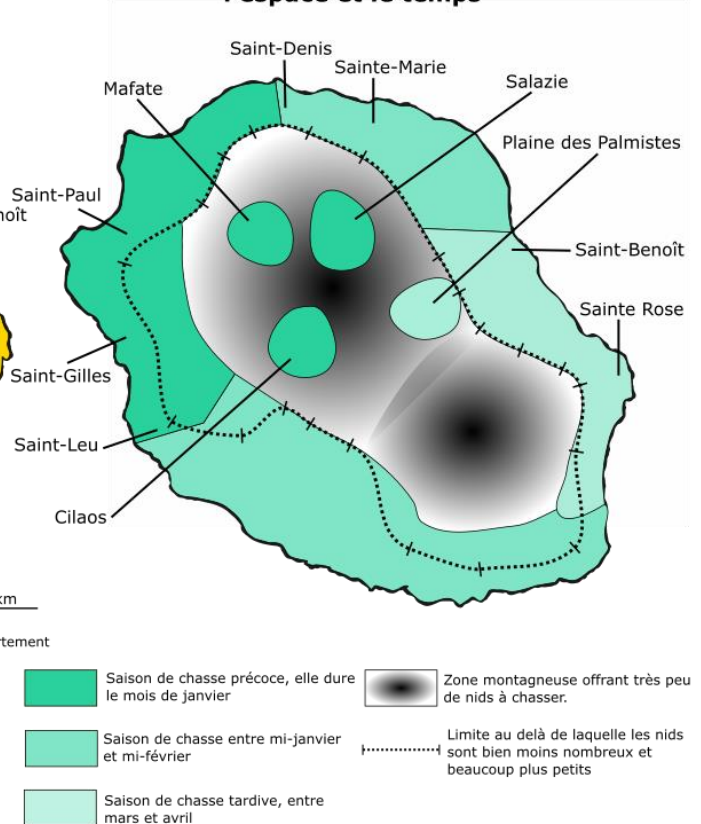 l'espace et le temps
Saint-Denis
Sainte-Marie
Mafate
Salazie
Plaine des Palmistes
Saint-Paul
noît
Saint-Benoît
Sainte Rose
Saint-Gilles
Saint-Leu
Cilaos
km
rtement
Saison de chasse précoce, elle dure
le mois de janvier
Zone montagneuse offrant très peu
de nids à chasser.
Saison de chasse entre mi-janvier
et mi-février
Limite au delà de laquelle les nids
sont bien moins nombreux et
beaucoup plus petits
Saison de chasse tardive, entre
mars et avril